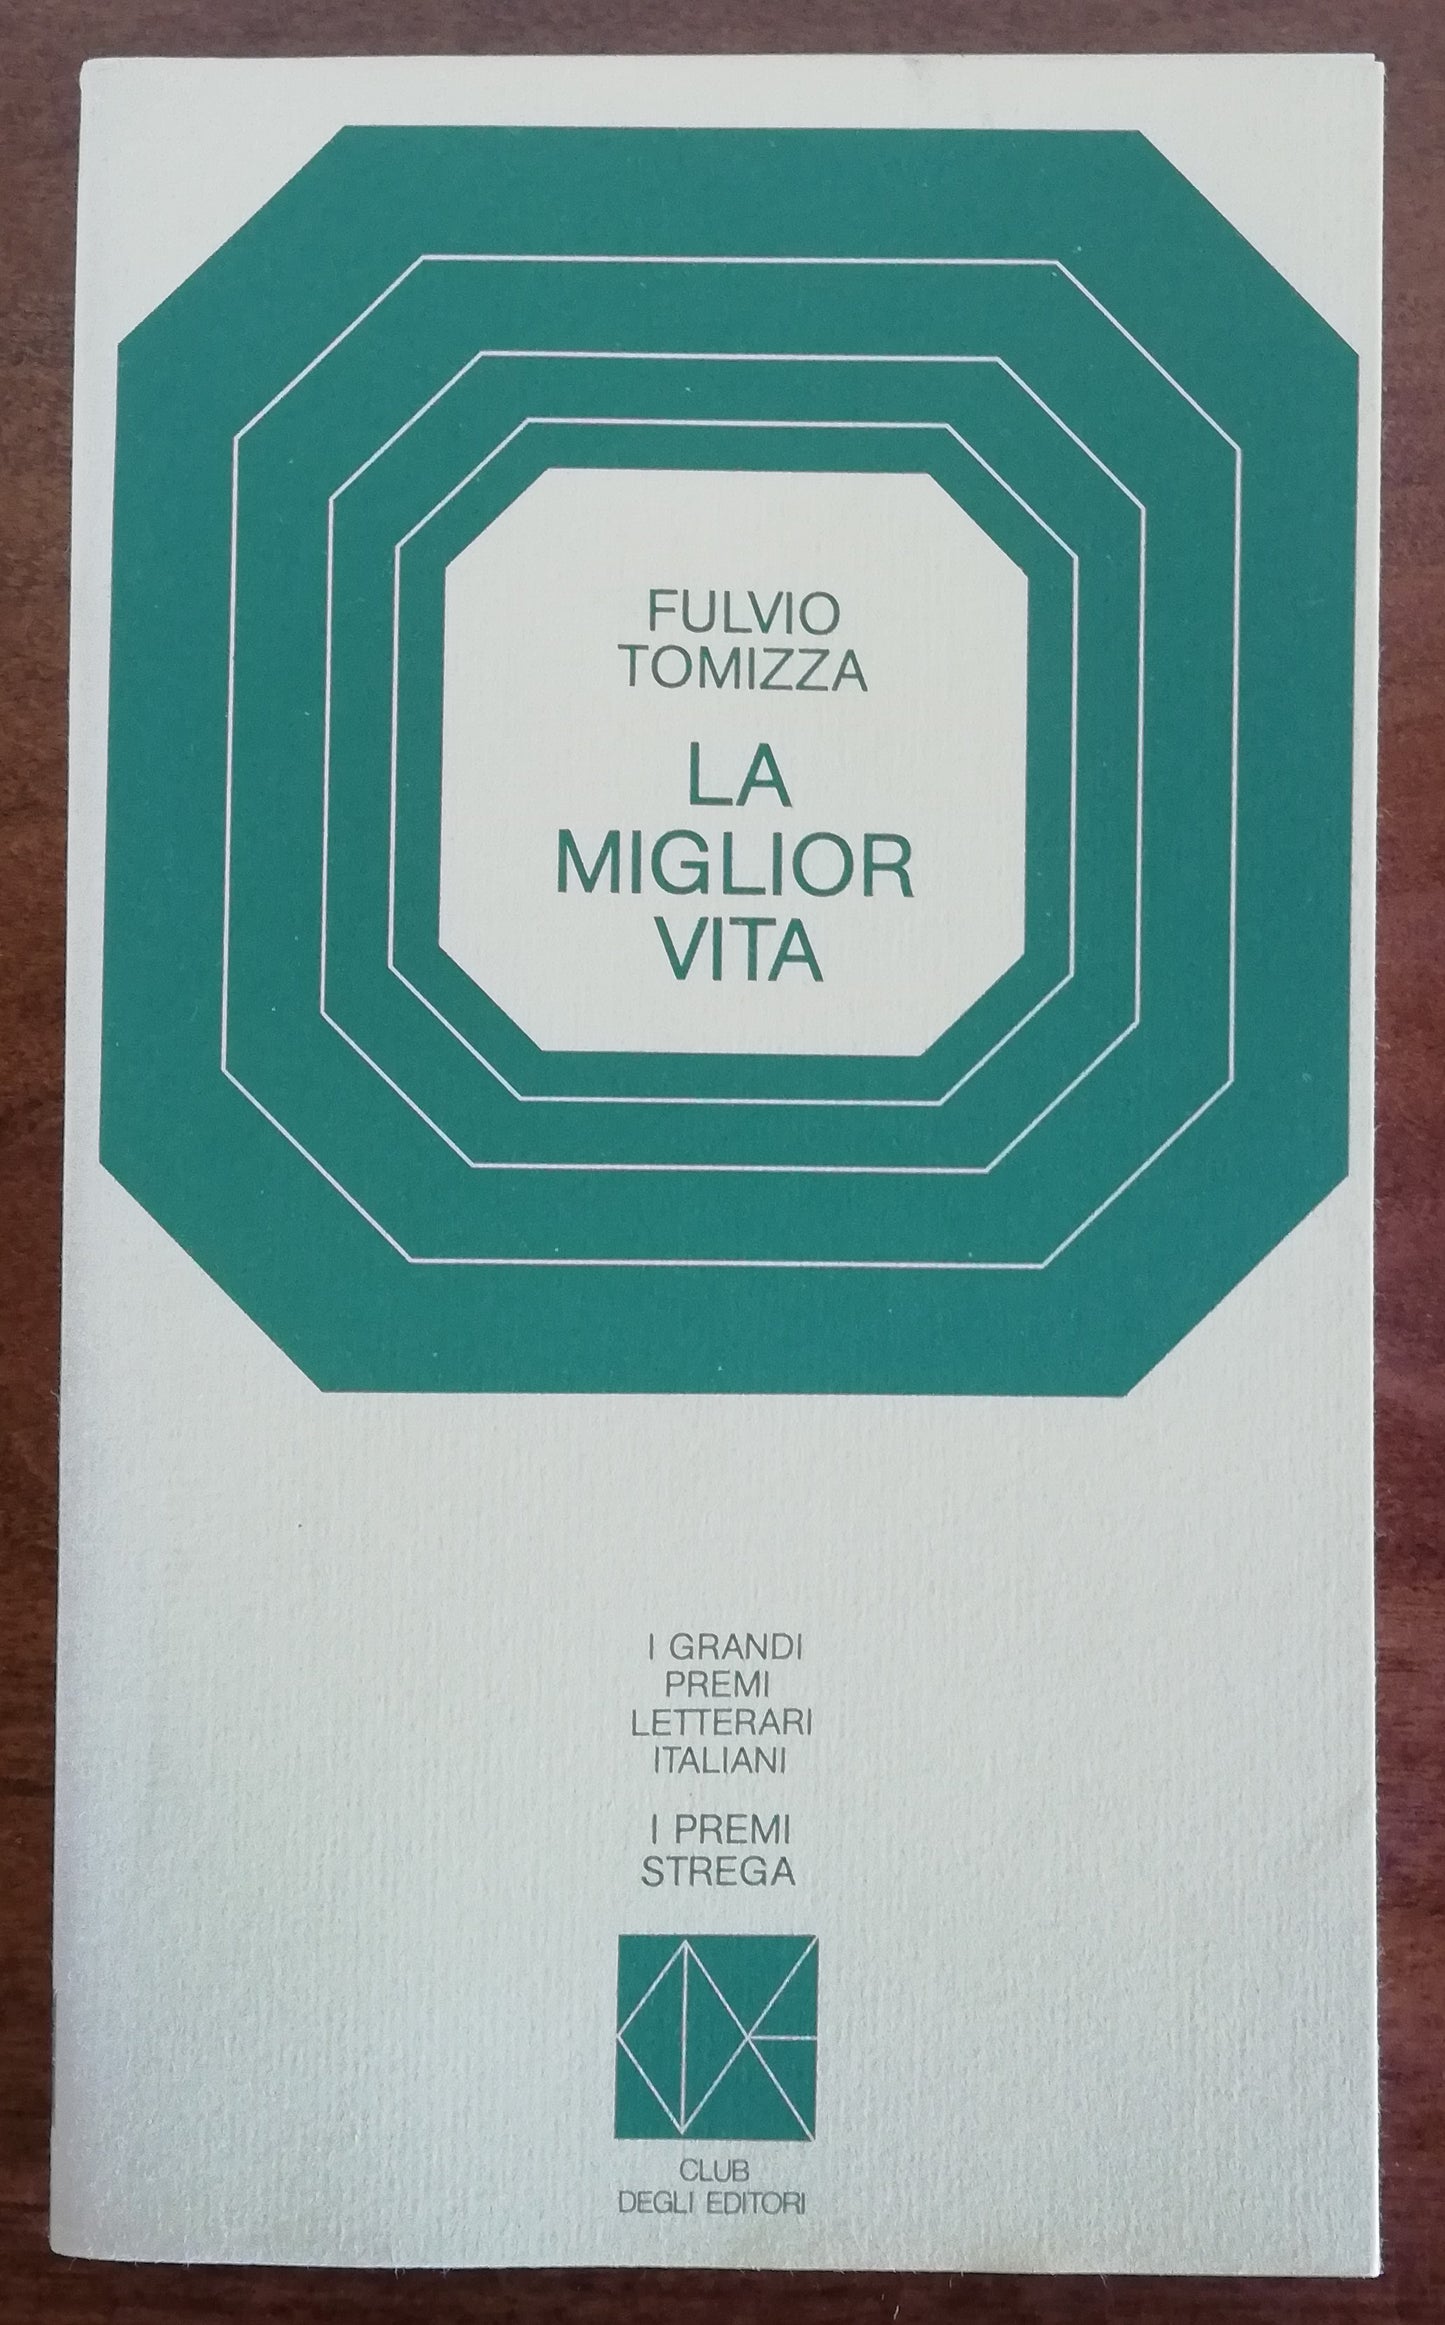 FULVIO
TOMIZZA
LA
MIGLIOR
VITA
I GRANDI
PREMI
LETTERARI
ITALIANI
I PREMI
STREGA
CLUB
DEGLI EDITORI